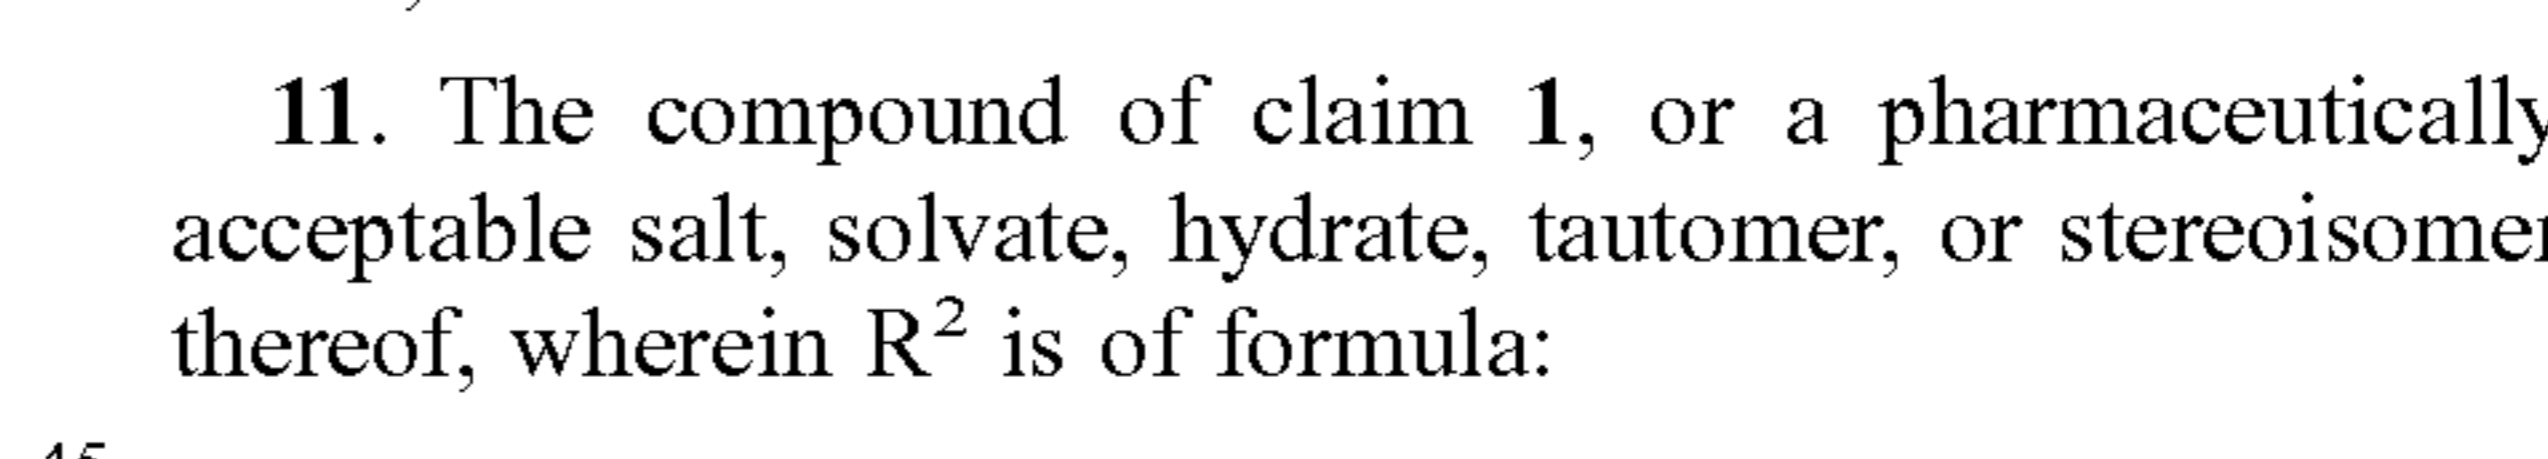 11. The compound of claim 1, or a pharmaceutically
acceptable salt, solvate, hydrate, tautomer, or stereoisomer
thereof, wherein R² is of formula: